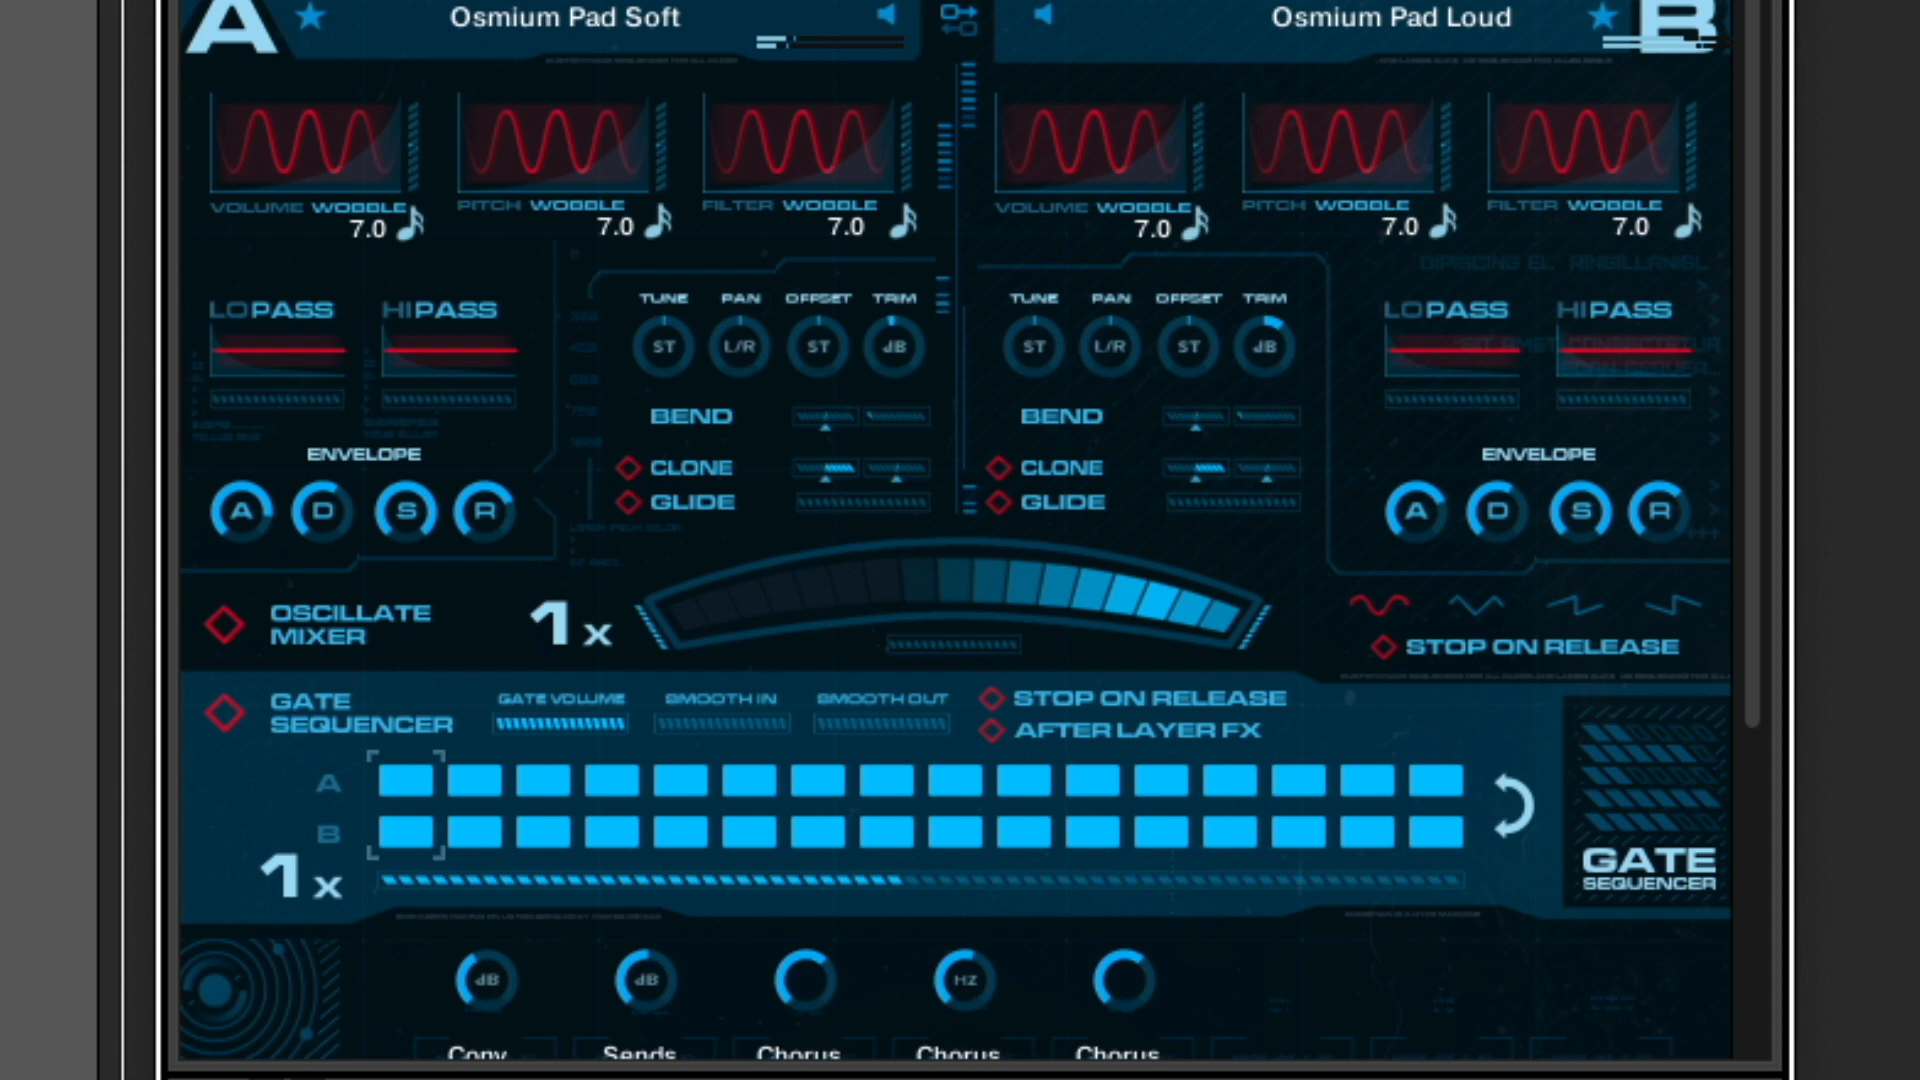 A Osmium Pad Soft Osmium Pad Loud B
VOLUME WOBBLE PITCH WOBBLE FILTER WOBBLE VOLUME WOBBLE PITCH WOBBLE FILTER WOBBLE
7.0 7.0 7.0 7.0 7.0 7.0
LOPASS HIPASS TUNE PAN OFFSET TRIM TUNE PAN OFFSET TRIM LOPASS HIPASS
ST L/R ST dB ST L/R ST dB
BEND BEND
ENVELOPE CLONE CLONE ENVELOPE
A D S R GLIDE GLIDE A D S R
OSCILLATE
MIXER 1 x
STOP ON RELEASE
GATE
SEQUENCER
GATE VOLUME SMOOTH IN SMOOTH OUT STOP ON RELEASE
AFTER LAYER FX
A
B
1 x
GATE
SEQUENCER
dB dB HZ
Conv Sends Chorus Chorus Chorus